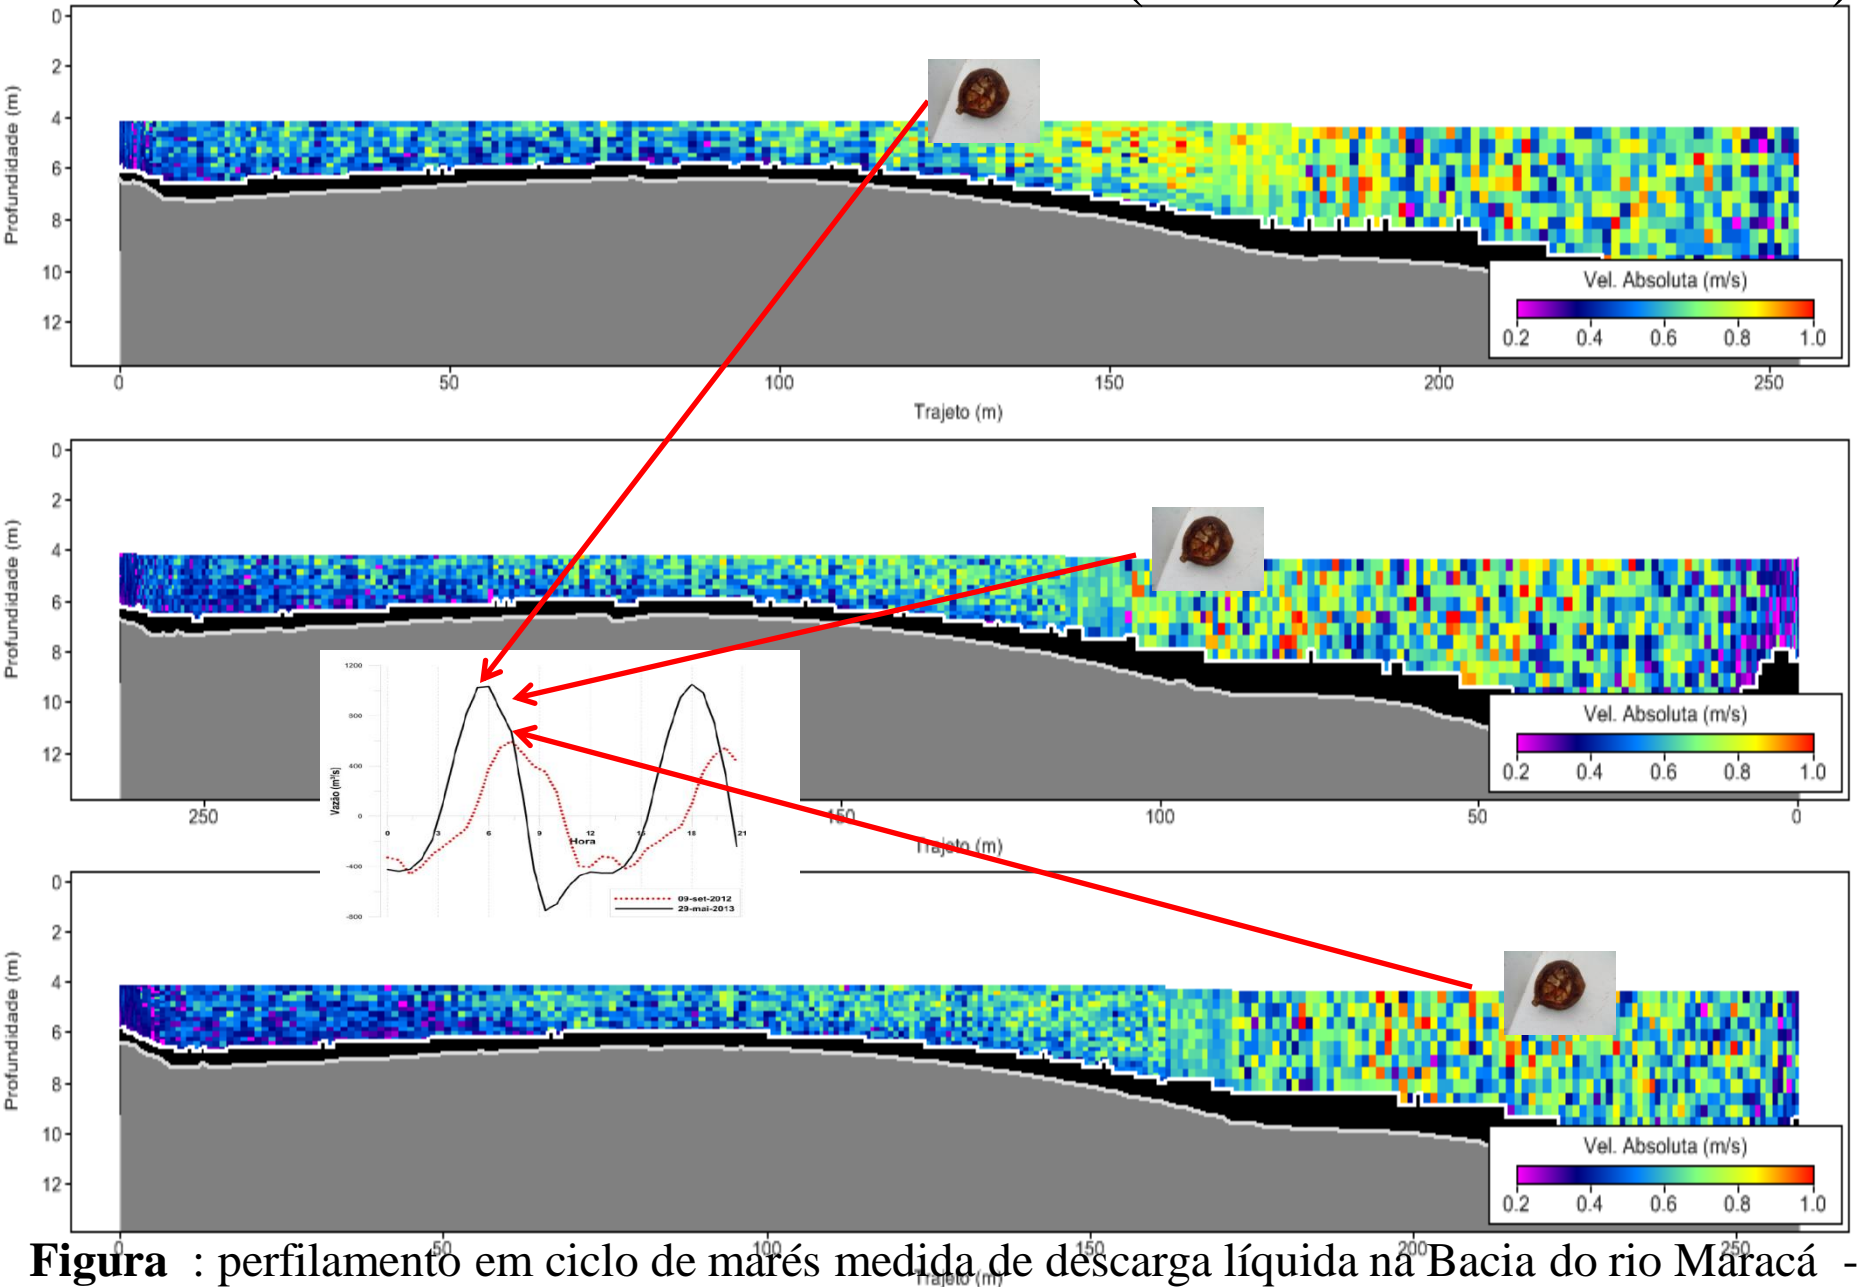 0
2
4
6
8
10
12
Profundidade (m)
Vel. Absoluta (m/s)
0.2 0.4 0.6 0.8 1.0
0 50 100 150 200 250
Trajeto (m)
0
2
4
6
8
10
12
Profundidade (m)
Vel. Absoluta (m/s)
0.2 0.4 0.6 0.8 1.0
250 150 100 50 0
Trajeto (m)
1200
800
400
0
-400
-800
Vazão (m³/s)
0 3 6 9 12 15 18 21
Hora
09-set-2012
29-mai-2013
0
2
4
6
8
10
12
Profundidade (m)
Vel. Absoluta (m/s)
0.2 0.4 0.6 0.8 1.0
0 50 100 150 200 250
Trajeto (m)
Figura : perfilamento em ciclo de marés medida de descarga líquida na Bacia do rio Maracá -